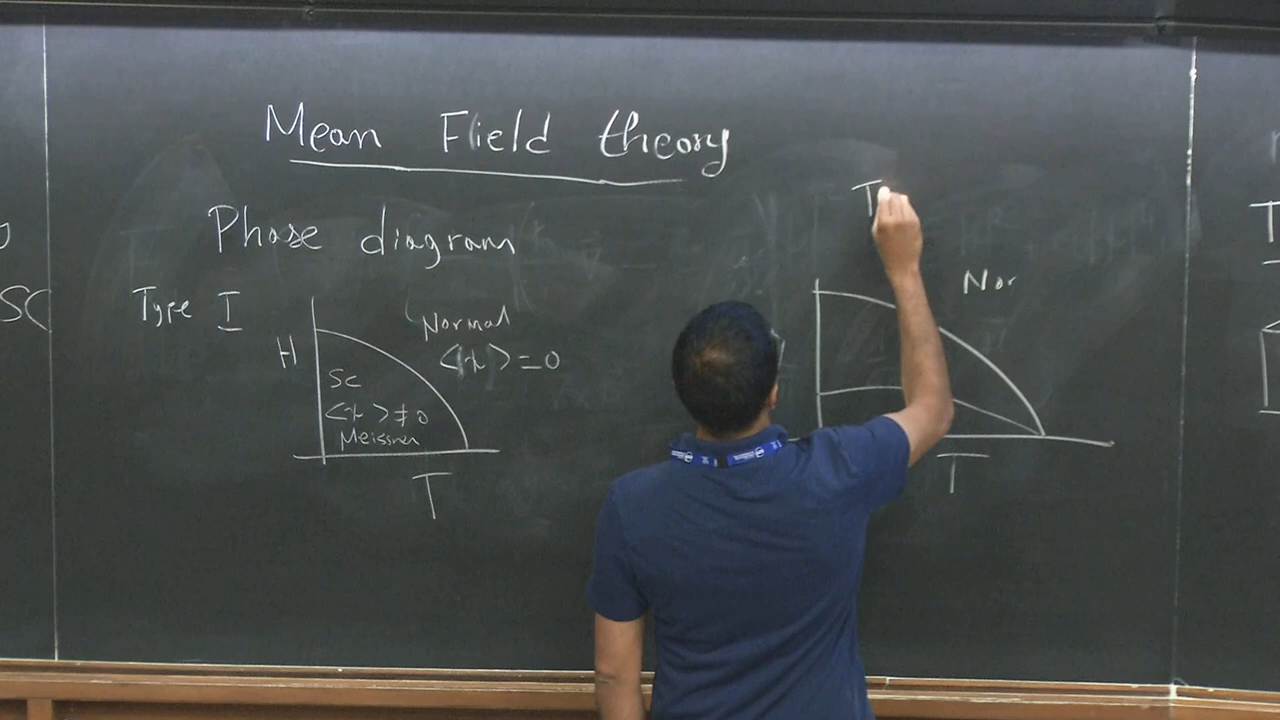 Mean Field theory
Phase diagram
Type I
H
Normal
<ψ> = 0
SC
<ψ> ≠ 0
Meissner
T
T
Nor
T
SC
T